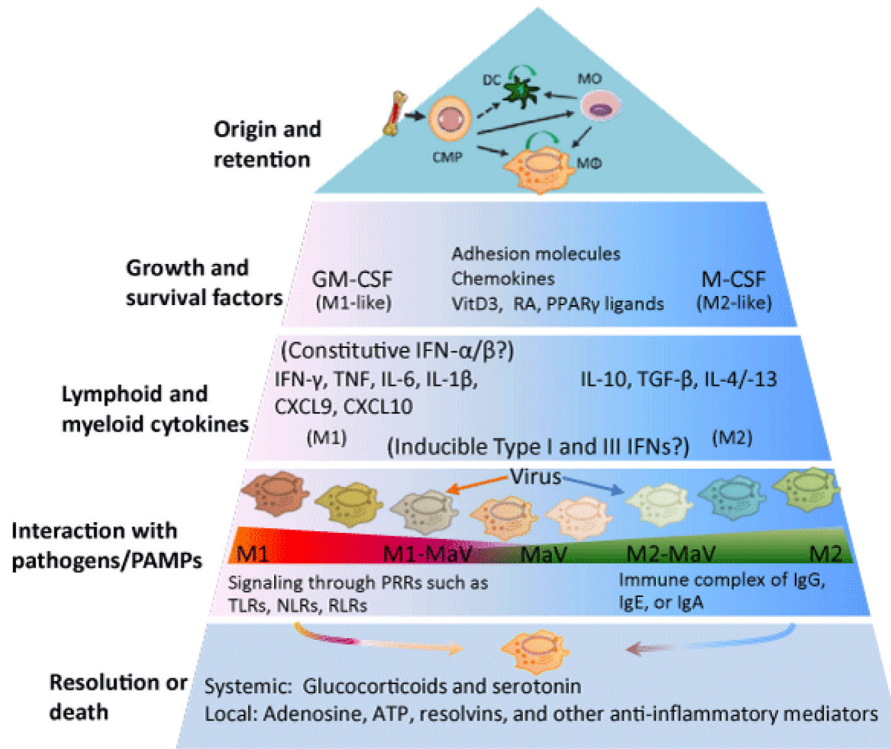 Origin and
retention
DC
MO
CMP
MΦ
Growth and
survival factors
GM-CSF
(M1-like)
Adhesion molecules
Chemokines
VitD3, RA, PPARγ ligands
M-CSF
(M2-like)
Lymphoid and
myeloid cytokines
(Constitutive IFN-α/β?)
IFN-γ, TNF, IL-6, IL-1β,
CXCL9, CXCL10
(M1)
IL-10, TGF-β, IL-4/-13
(M2)
(Inducible Type I and III IFNs?)
Interaction with
pathogens/PAMPs
Virus
M1 M1-MaV MaV M2-MaV M2
Signaling through PRRs such as
TLRs, NLRs, RLRs
Immune complex of IgG,
IgE, or IgA
Resolution or
death
Systemic: Glucocorticoids and serotonin
Local: Adenosine, ATP, resolvins, and other anti-inflammatory mediators